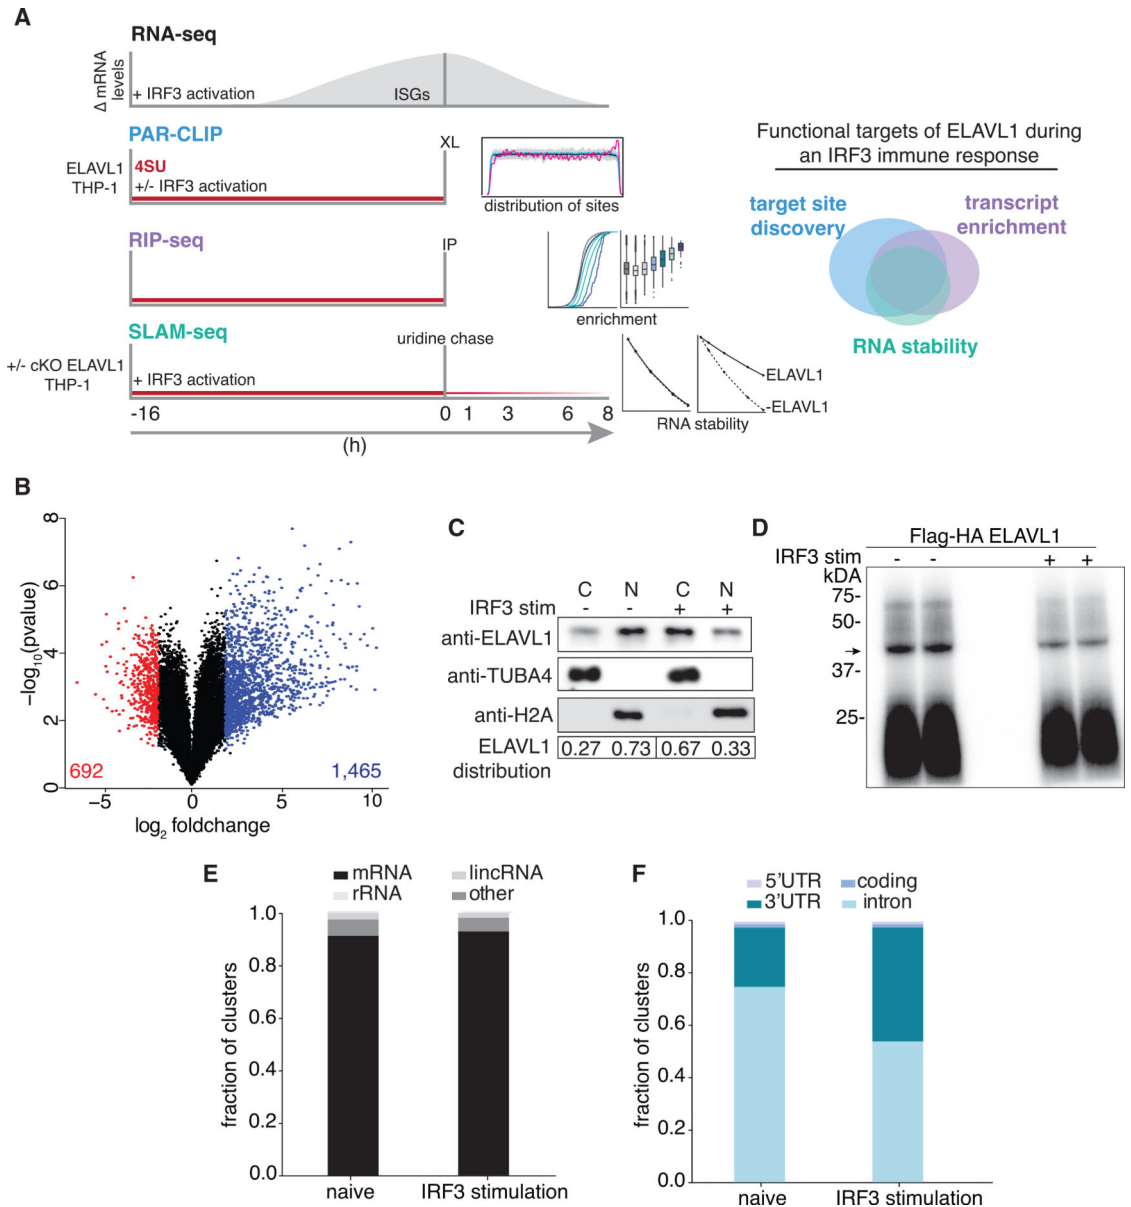 A
RNA-seq
Δ mRNA
levels
+ IRF3 activation
ISGs
PAR-CLIP
XL
ELAVL1
THP-1
4SU
+/- IRF3 activation
distribution of sites
RIP-seq
IP
enrichment
SLAM-seq
uridine chase
+/- cKO ELAVL1
THP-1
+ IRF3 activation
ELAVL1
-ELAVL1
RNA stability
-16
0 1 3 6 8
(h)
Functional targets of ELAVL1 during
an IRF3 immune response
target site
discovery
transcript
enrichment
RNA stability
B
8
6
4
2
0
−log10(pvalue)
692
1,465
−5 0 5 10
log2 foldchange
C
C N C N
IRF3 stim - - + +
anti-ELAVL1
anti-TUBA4
anti-H2A
ELAVL1
distribution
0.27 0.73 0.67 0.33
D
Flag-HA ELAVL1
IRF3 stim - - + +
kDA
75-
50-
37-
25-
E
mRNA lincRNA
rRNA other
1.0
0.8
0.6
0.4
0.2
0.0
fraction of clusters
naive IRF3 stimulation
F
5'UTR coding
3'UTR intron
1.0
0.8
0.6
0.4
0.2
0.0
fraction of clusters
naive IRF3 stimulation